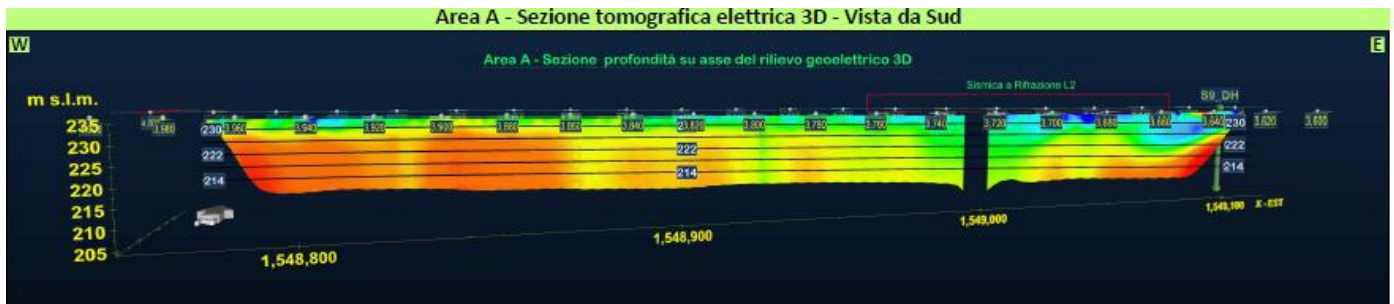 Area A - Sezione tomografica elettrica 3D - Vista da Sud
W E
Area A - Sezione profondità su asse del rilievo geoelettrico 3D
Sismica a Rifrazione L2
m s.l.m. S9_DH
235 3.980 230 3.960 3.940 3.920 3.900 3.880 3.860 3.840 3.820 3.800 3.780 3.760 3.740 3.720 3.700 3.680 3.660 3.640 230 3.620 3.600
230 222 222 222
225 214 214 214
220
215
210
205
1,548,800 1,548,900 1,549,000 1,549,100 X - EST